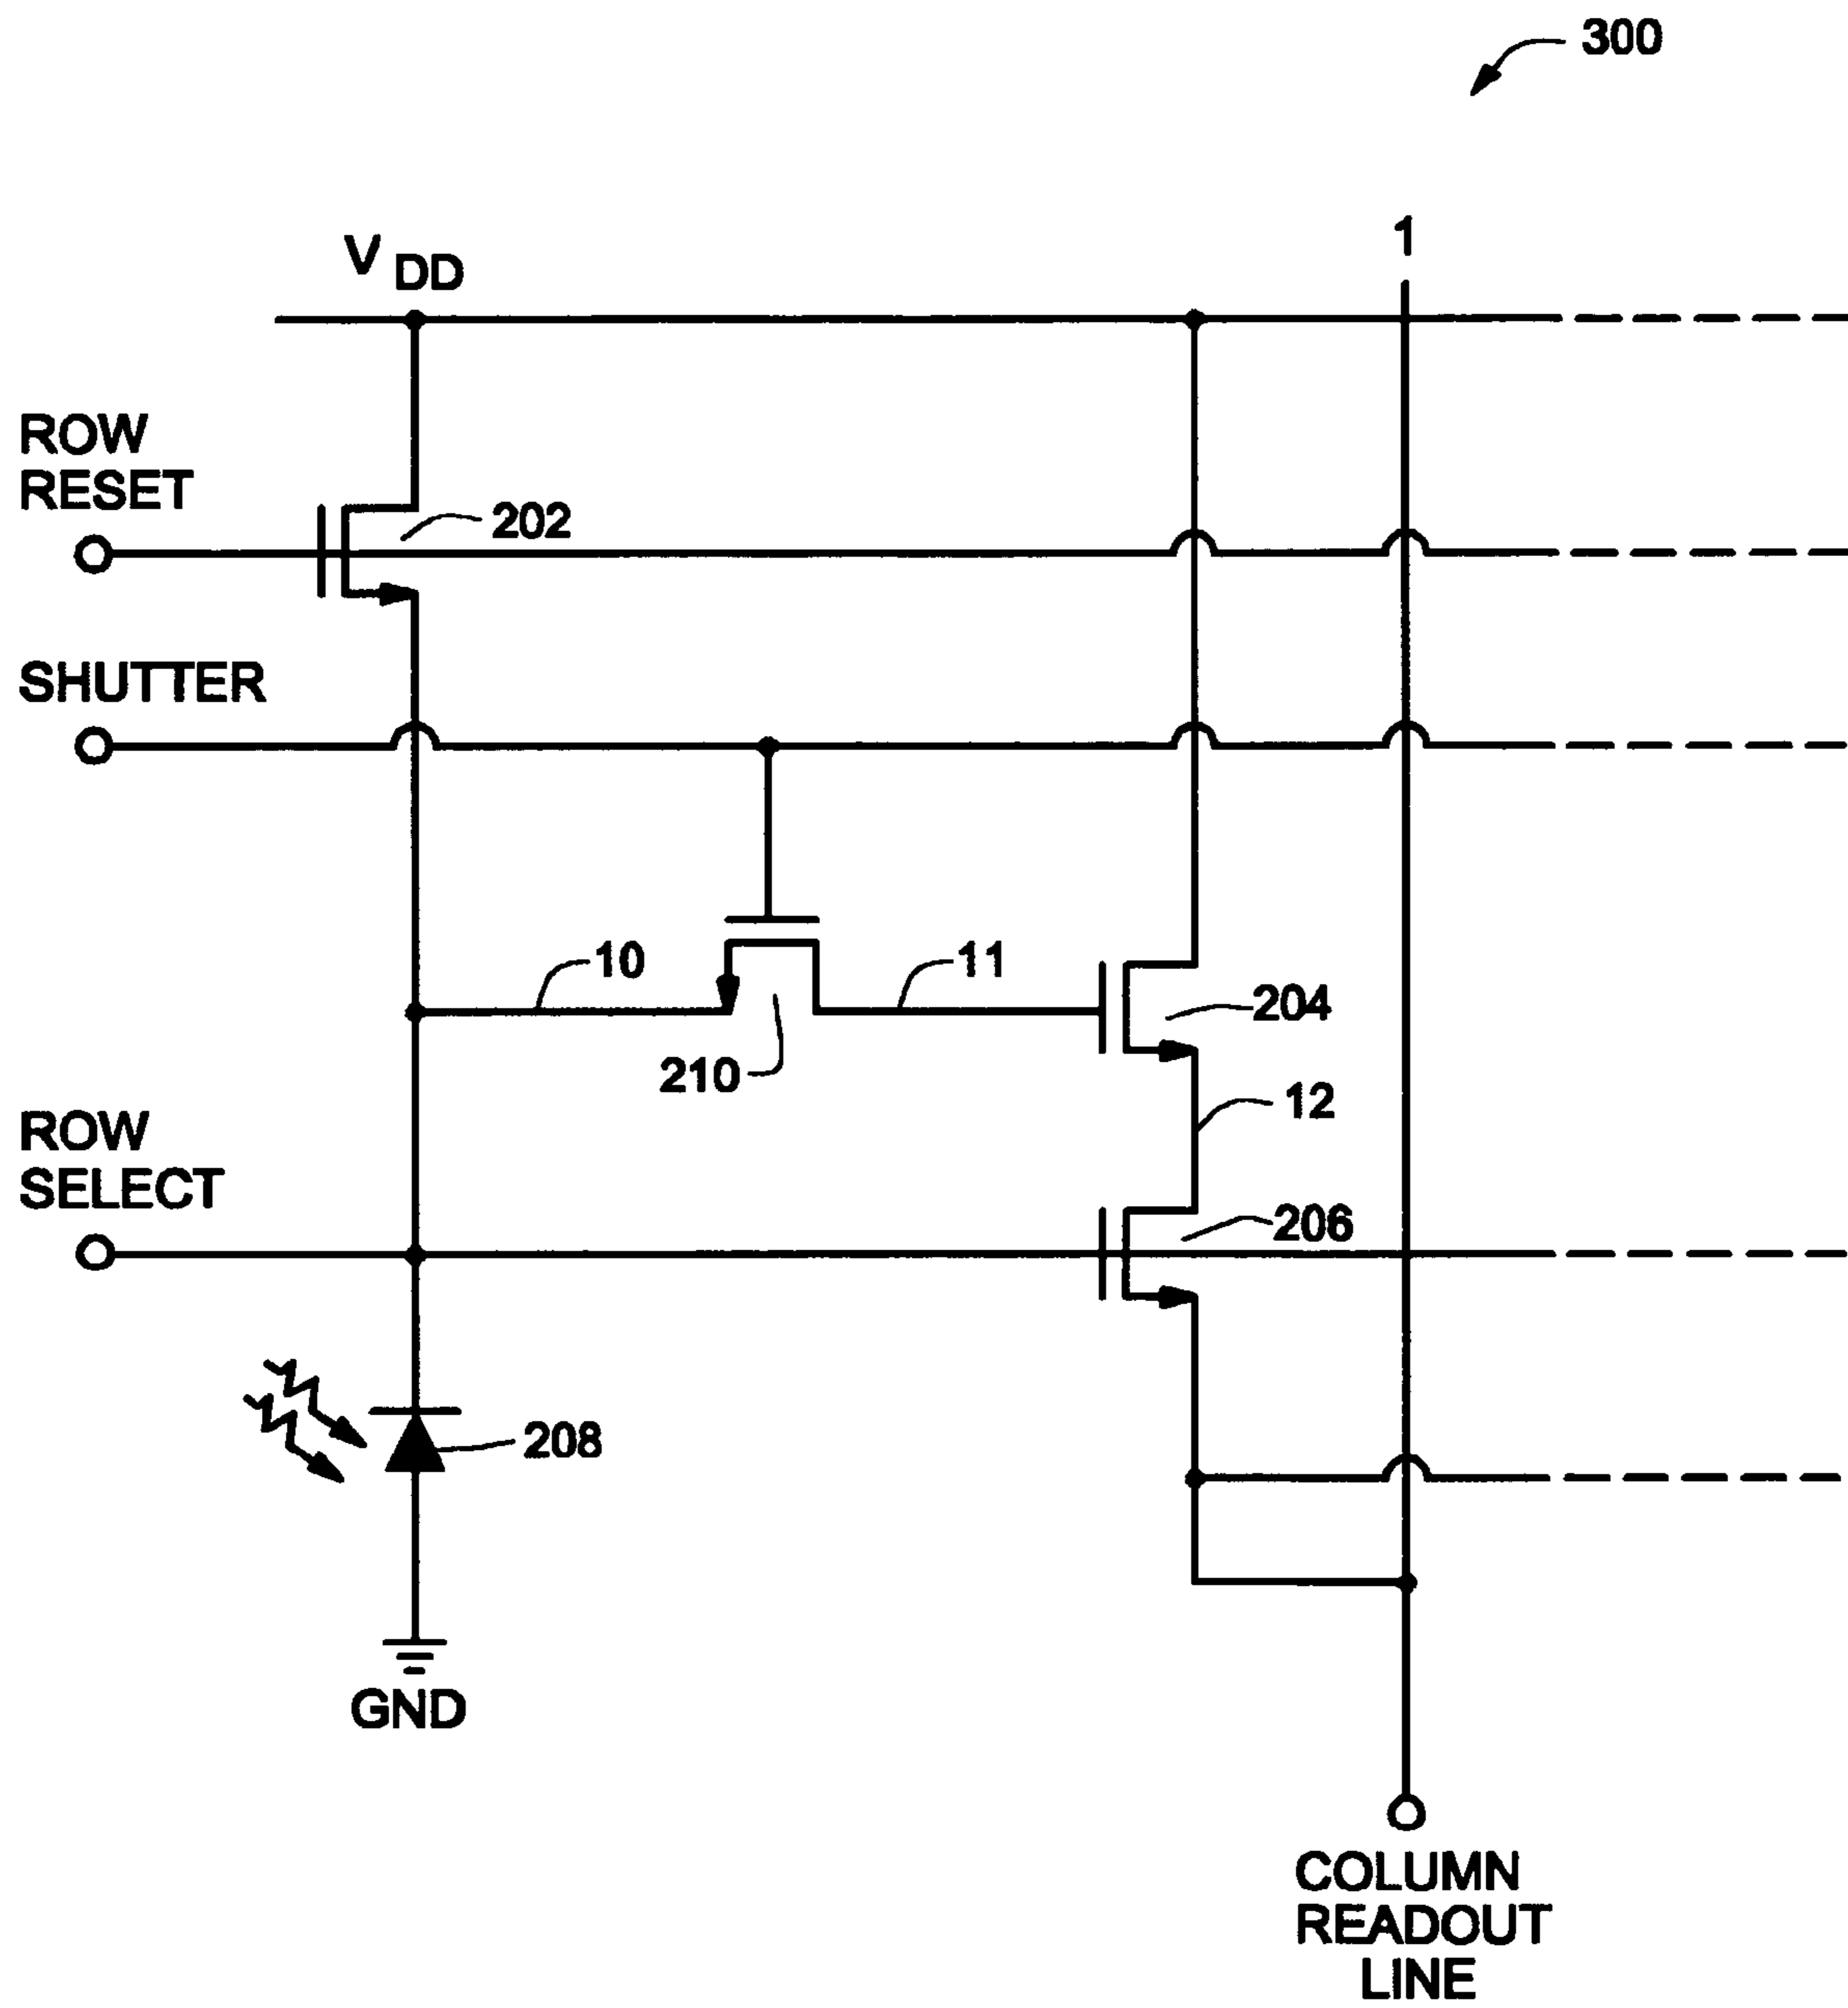 300
1
V DD
ROW
RESET
202
SHUTTER
10
11
204
210
12
ROW
SELECT
206
208
GND
COLUMN
READOUT
LINE